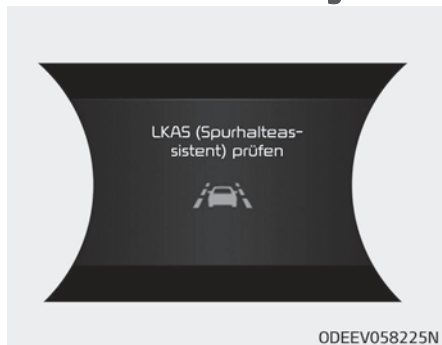 LKAS (Spurhalteas-
sistent) prüfen
ODEEV058225N